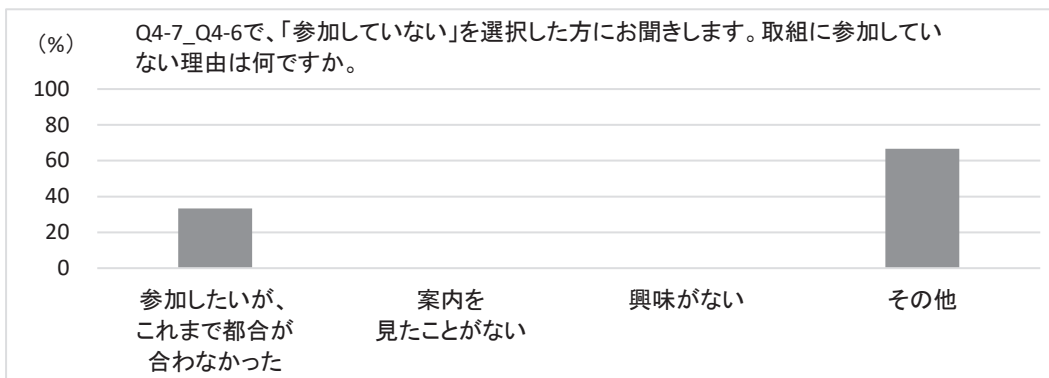 (%)
Q4-7_Q4-6で、「参加していない」を選択した方にお聞きします。取組に参加してい
ない理由は何ですか。
100
80
60
40
20
0
参加したいが、
これまで都合が
合わなかった
案内を
見たことがない
興味がない
その他